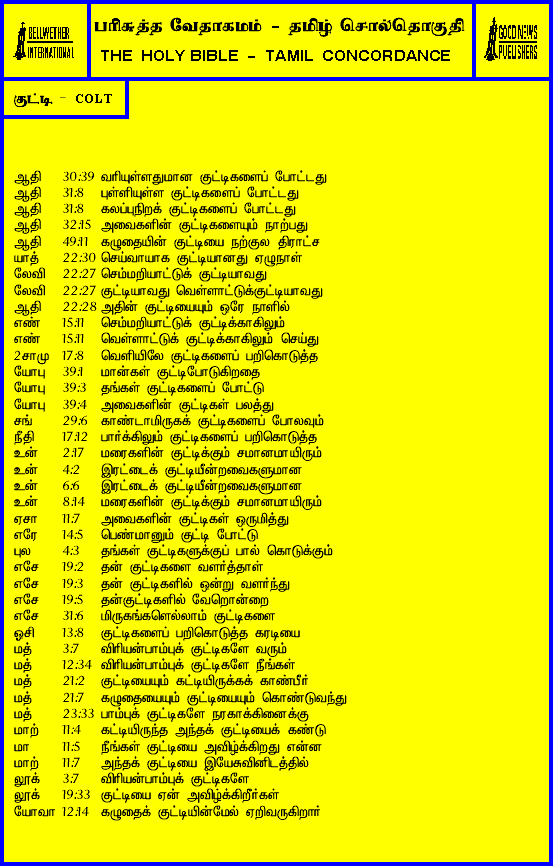 BELLWETHER
INTERNATIONAL
பரிசுத்த வேதாகமம் - தமிழ் சொல்தொகுதி
THE HOLY BIBLE - TAMIL CONCORDANCE
GOOD NEWS
PUBLISHERS
குட்டி - COLT
ஆதி 30:39 வரியுள்ளதுமான குட்டிகளைப் போட்டது
ஆதி 31:8 புள்ளியுள்ள குட்டிகளைப் போட்டது
ஆதி 31:8 கலப்புநிறக் குட்டிகளைப் போட்டது
ஆதி 32:15 அவைகளின் குட்டிகளையும் நாற்பது
ஆதி 49:11 கழுதையின் குட்டியை நற்குல திராட்ச
யாத் 22:30 செய்வாயாக குட்டியானது ஏழுநாள்
லேவி 22:27 செம்மறியாட்டுக் குட்டியாவது
லேவி 22:27 குட்டியாவது வெள்ளாட்டுக்குட்டியாவது
ஆதி 22:28 அதின் குட்டியையும் ஒரே நாளில்
எண் 15:11 செம்மறியாட்டுக் குட்டிக்காகிலும்
எண் 15:11 வெள்ளாட்டுக் குட்டிக்காகிலும் செய்து
2சாமு 17:8 வெளியிலே குட்டிகளைப் பறிகொடுத்த
யோபு 39:1 மான்கள் குட்டிபோடுகிறதை
யோபு 39:3 தங்கள் குட்டிகளைப் போட்டு
யோபு 39:4 அவைகளின் குட்டிகள் பலத்து
சங் 29:6 காண்டாமிருகக் குட்டிகளைப் போலவும்
நீதி 17:12 பார்க்கிலும் குட்டிகளைப் பறிகொடுத்த
உன் 2:17 மரைகளின் குட்டிக்கும் சமானமாயிரும்
உன் 4:2 இரட்டைக் குட்டியீன்றவைகளுமான
உன் 6:6 இரட்டைக் குட்டியீன்றவைகளுமான
உன் 8:14 மரைகளின் குட்டிக்கும் சமானமாயிரும்
ஏசா 11:7 அவைகளின் குட்டிகள் ஒருமித்து
எரே 14:5 பெண்மானும் குட்டி போட்டு
புல 4:3 தங்கள் குட்டிகளுக்குப் பால் கொடுக்கும்
எசே 19:2 தன் குட்டிகளை வளர்த்தாள்
எசே 19:3 தன் குட்டிகளில் ஒன்று வளர்ந்து
எசே 19:5 தன்குட்டிகளில் வேறொன்றை
எசே 31:6 மிருகங்களெல்லாம் குட்டிகளை
ஓசி 13:8 குட்டிகளைப் பறிகொடுத்த கரடியை
மத் 3:7 விரியன்பாம்புக் குட்டிகளே வரும்
மத் 12:34 விரியன்பாம்புக் குட்டிகளே நீங்கள்
மத் 21:2 குட்டியையும் கட்டியிருக்கக் காண்பீர்
மத் 21:7 கழுதையையும் குட்டியையும் கொண்டுவந்து
மத் 23:33 பாம்புக் குட்டிகளே நரகாக்கினைக்கு
மாற் 11:4 கட்டியிருந்த அந்தக் குட்டியைக் கண்டு
மா 11:5 நீங்கள் குட்டியை அவிழ்க்கிறது என்ன
மாற் 11:7 அந்தக் குட்டியை இயேசுவினிடத்தில்
லூக் 3:7 விரியன்பாம்புக் குட்டிகளே
லூக் 19:33 குட்டியை ஏன் அவிழ்க்கிறீர்கள்
யோவா 12:14 கழுதைக் குட்டியின்மேல் ஏறிவருகிறார்